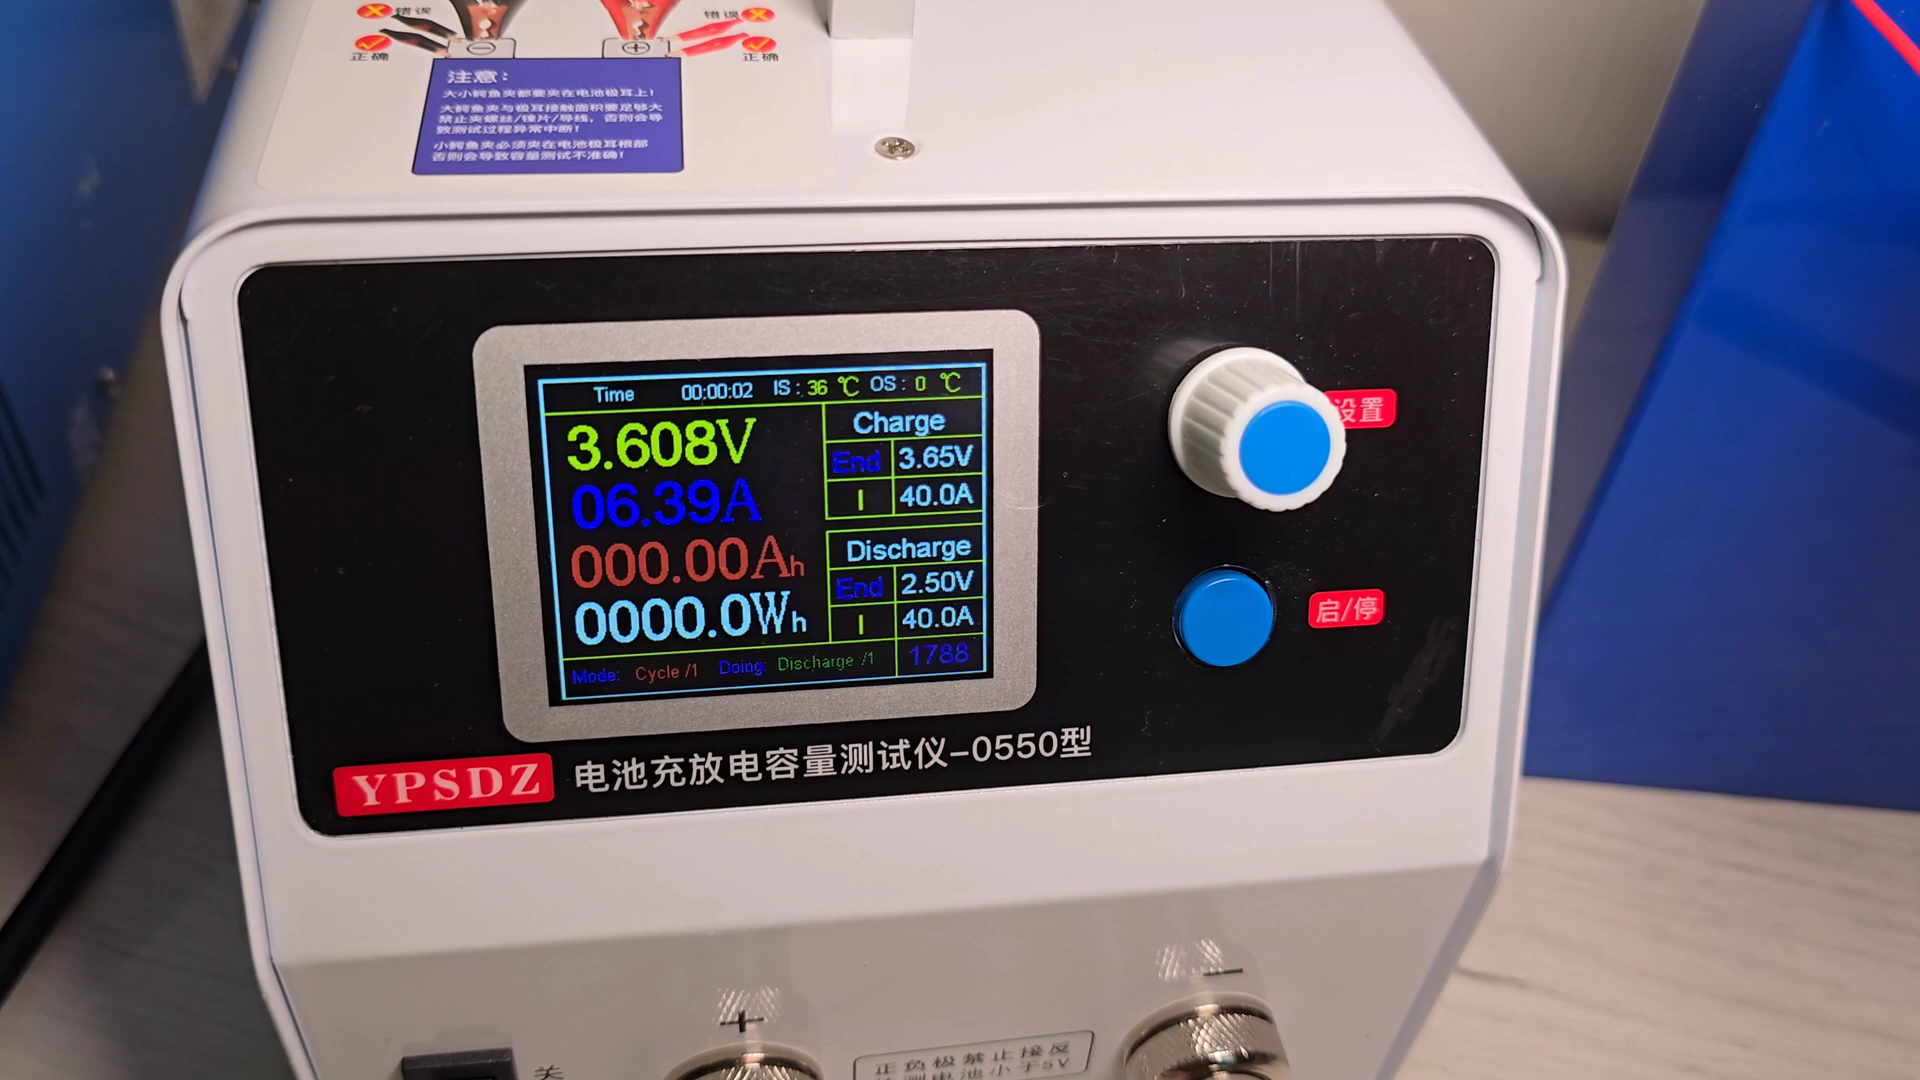 错误
错误
正确
正确
注意：
大小鳄鱼夹都要夹在电池极耳上！
大鳄鱼夹与极耳接触面积要足够大
禁止夹螺丝/镍片/导线，否则会导
致测试过程异常中断！
小鳄鱼夹必须夹在电池极耳根部
否则会导致容量测试不准确！
Time 00:00:02 IS: 36 ℃ OS: 0 ℃
3.608V
06.39A
000.00Ah
0000.0Wh
Charge
End 3.65V
I 40.0A
Discharge
End 2.50V
I 40.0A
Mode: Cycle /1 Doing: Discharge /1 1788
设置
启/停
YPSDZ 电池充放电容量测试仪-0550型
+
−
关
正负极禁止接反
测电池小于5V